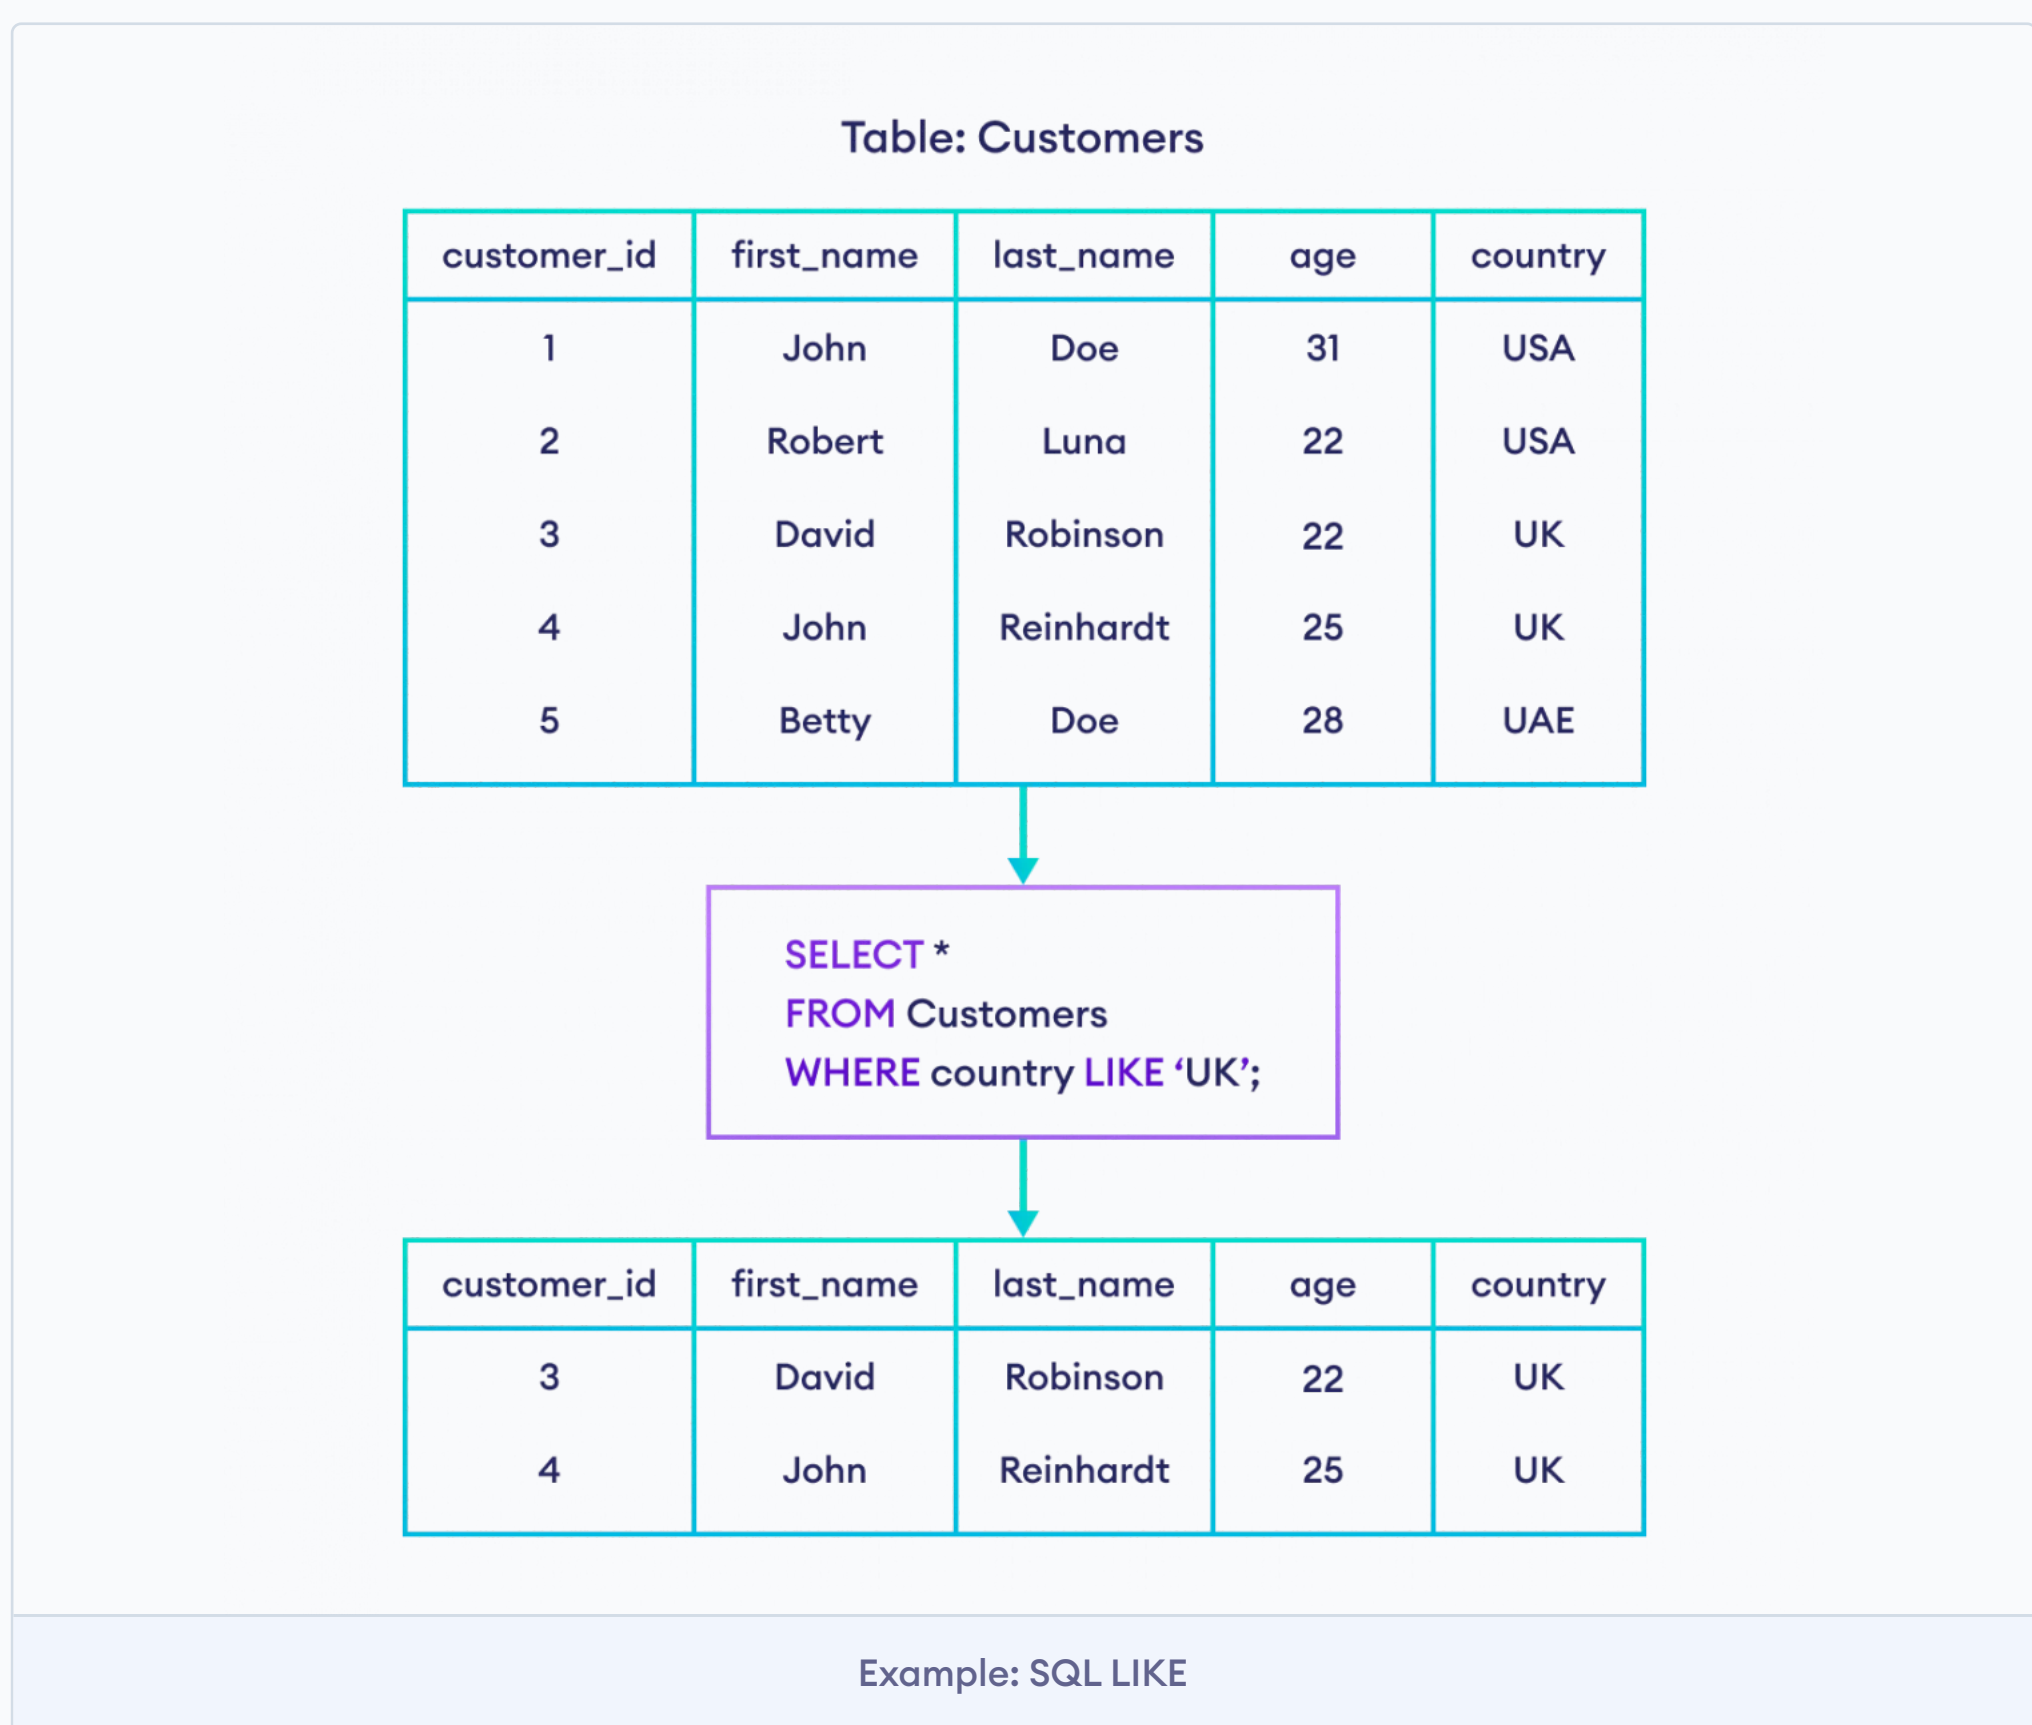 Table: Customers
customer_id first_name last_name age country
1 John Doe 31 USA
2 Robert Luna 22 USA
3 David Robinson 22 UK
4 John Reinhardt 25 UK
5 Betty Doe 28 UAE
SELECT *
FROM Customers
WHERE country LIKE ‘UK’;
customer_id first_name last_name age country
3 David Robinson 22 UK
4 John Reinhardt 25 UK
Example: SQL LIKE